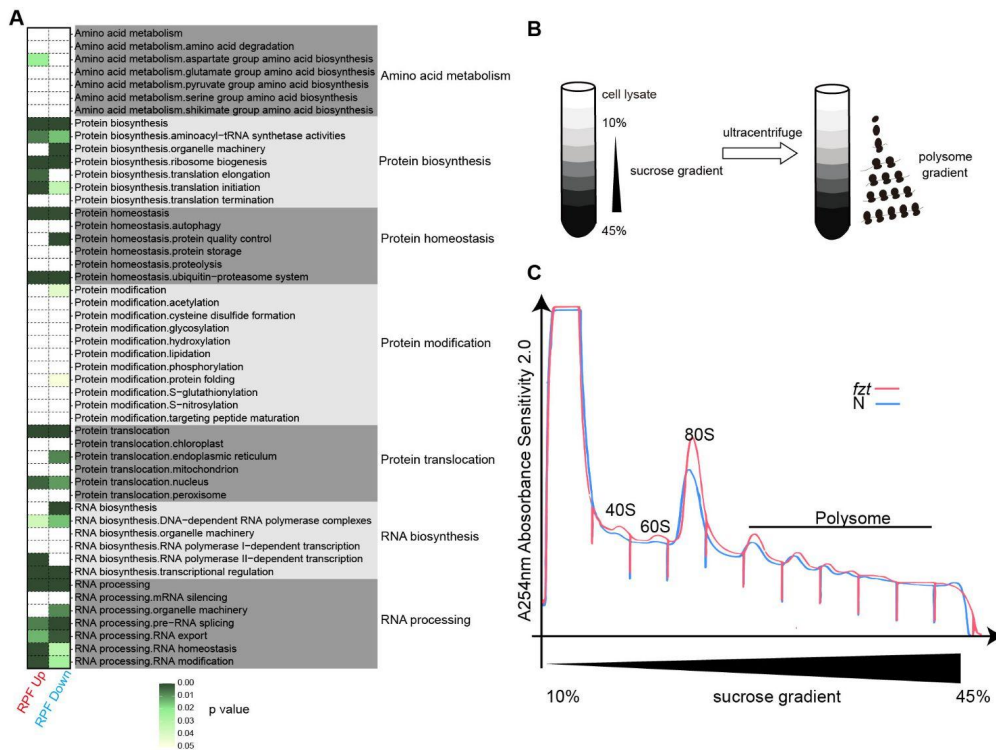 A
Amino acid metabolism
Amino acid metabolism.amino acid degradation
Amino acid metabolism.aspartate group amino acid biosynthesis
Amino acid metabolism.glutamate group amino acid biosynthesis
Amino acid metabolism.pyruvate group amino acid biosynthesis
Amino acid metabolism.serine group amino acid biosynthesis
Amino acid metabolism.shikimate group amino acid biosynthesis
Amino acid metabolism
Protein biosynthesis
Protein biosynthesis.aminoacyl−tRNA synthetase activities
Protein biosynthesis.organelle machinery
Protein biosynthesis.ribosome biogenesis
Protein biosynthesis.translation elongation
Protein biosynthesis.translation initiation
Protein biosynthesis.translation termination
Protein biosynthesis
Protein homeostasis
Protein homeostasis.autophagy
Protein homeostasis.protein quality control
Protein homeostasis.protein storage
Protein homeostasis.proteolysis
Protein homeostasis.ubiquitin−proteasome system
Protein homeostasis
Protein modification
Protein modification.acetylation
Protein modification.cysteine disulfide formation
Protein modification.glycosylation
Protein modification.hydroxylation
Protein modification.lipidation
Protein modification.phosphorylation
Protein modification.protein folding
Protein modification.S−glutathionylation
Protein modification.S−nitrosylation
Protein modification.targeting peptide maturation
Protein modification
Protein translocation
Protein translocation.chloroplast
Protein translocation.endoplasmic reticulum
Protein translocation.mitochondrion
Protein translocation.nucleus
Protein translocation.peroxisome
Protein translocation
RNA biosynthesis
RNA biosynthesis.DNA−dependent RNA polymerase complexes
RNA biosynthesis.organelle machinery
RNA biosynthesis.RNA polymerase I−dependent transcription
RNA biosynthesis.RNA polymerase II−dependent transcription
RNA biosynthesis.transcriptional regulation
RNA biosynthesis
RNA processing
RNA processing.mRNA silencing
RNA processing.organelle machinery
RNA processing.pre−RNA splicing
RNA processing.RNA export
RNA processing.RNA homeostasis
RNA processing.RNA modification
RNA processing
RPF Up
RPF Down
0.00
0.01
0.02
0.03
0.04
0.05
p value
B
cell lysate
10%
sucrose gradient
45%
ultracentrifuge
polysome
gradient
C
A254nm Absorbance Sensitivity 2.0
fzt
N
40S
60S
80S
Polysome
10%
sucrose gradient
45%